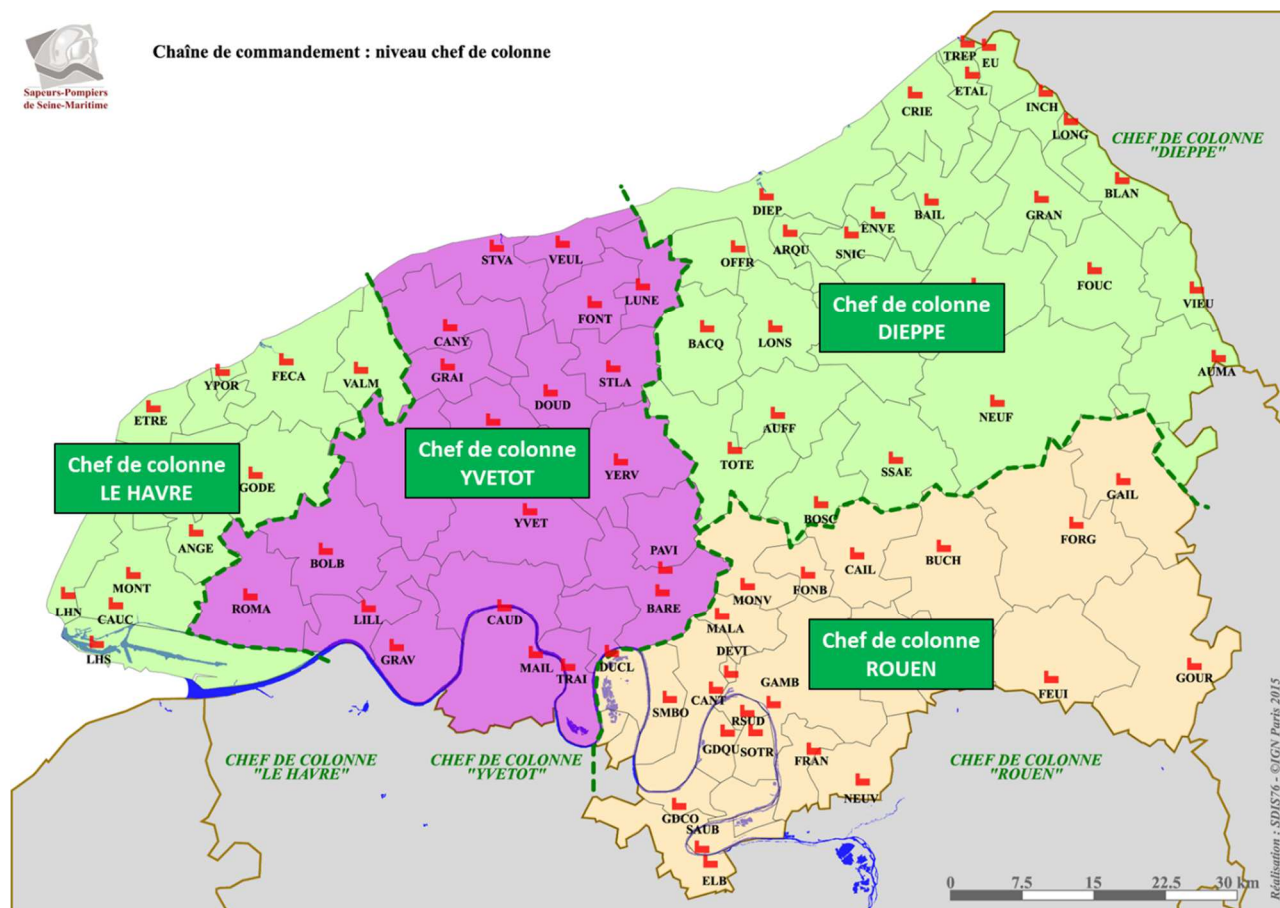 Chaîne de commandement : niveau chef de colonne
Sapeurs-Pompiers
de Seine-Maritime
TREP
EU
ETAL
CRIE
INCH
LONG
CHEF DE COLONNE
"DIEPPE"
BLAN
DIEP
BAIL
GRAN
ENVE
ARQU
SNIC
OFFR
STVA
VEUL
LUNE
FONT
FOUC
VIEU
Chef de colonne
DIEPPE
CANY
BACQ
LONS
GRAI
STLA
AUMA
YPOR
FECA
VALM
DOUD
NEUF
ETRE
AUFF
Chef de colonne
LE HAVRE
Chef de colonne
YVETOT
TOTE
SSAE
YERV
GODE
GAIL
BOSC
YVET
FORG
ANGE
BOLB
PAVI
CAIL
BUCH
MONT
FONB
MONV
BARE
ROMA
LHN
CAUC
LILL
CAUD
MALA
Chef de colonne
ROUEN
LHS
GRAV
MAIL
TRAI
DUCL
DEVI
GAMB
FEUI
GOUR
CANT
SMBO
RSUD
GDQU
SOTR
FRAN
NEUV
CHEF DE COLONNE
"LE HAVRE"
CHEF DE COLONNE
"YVETOT"
CHEF DE COLONNE
"ROUEN"
GDCO
SAUB
ELB
0 7.5 15 22.5 30 km
Réalisation : SDIS76 - ©IGN Paris 2015